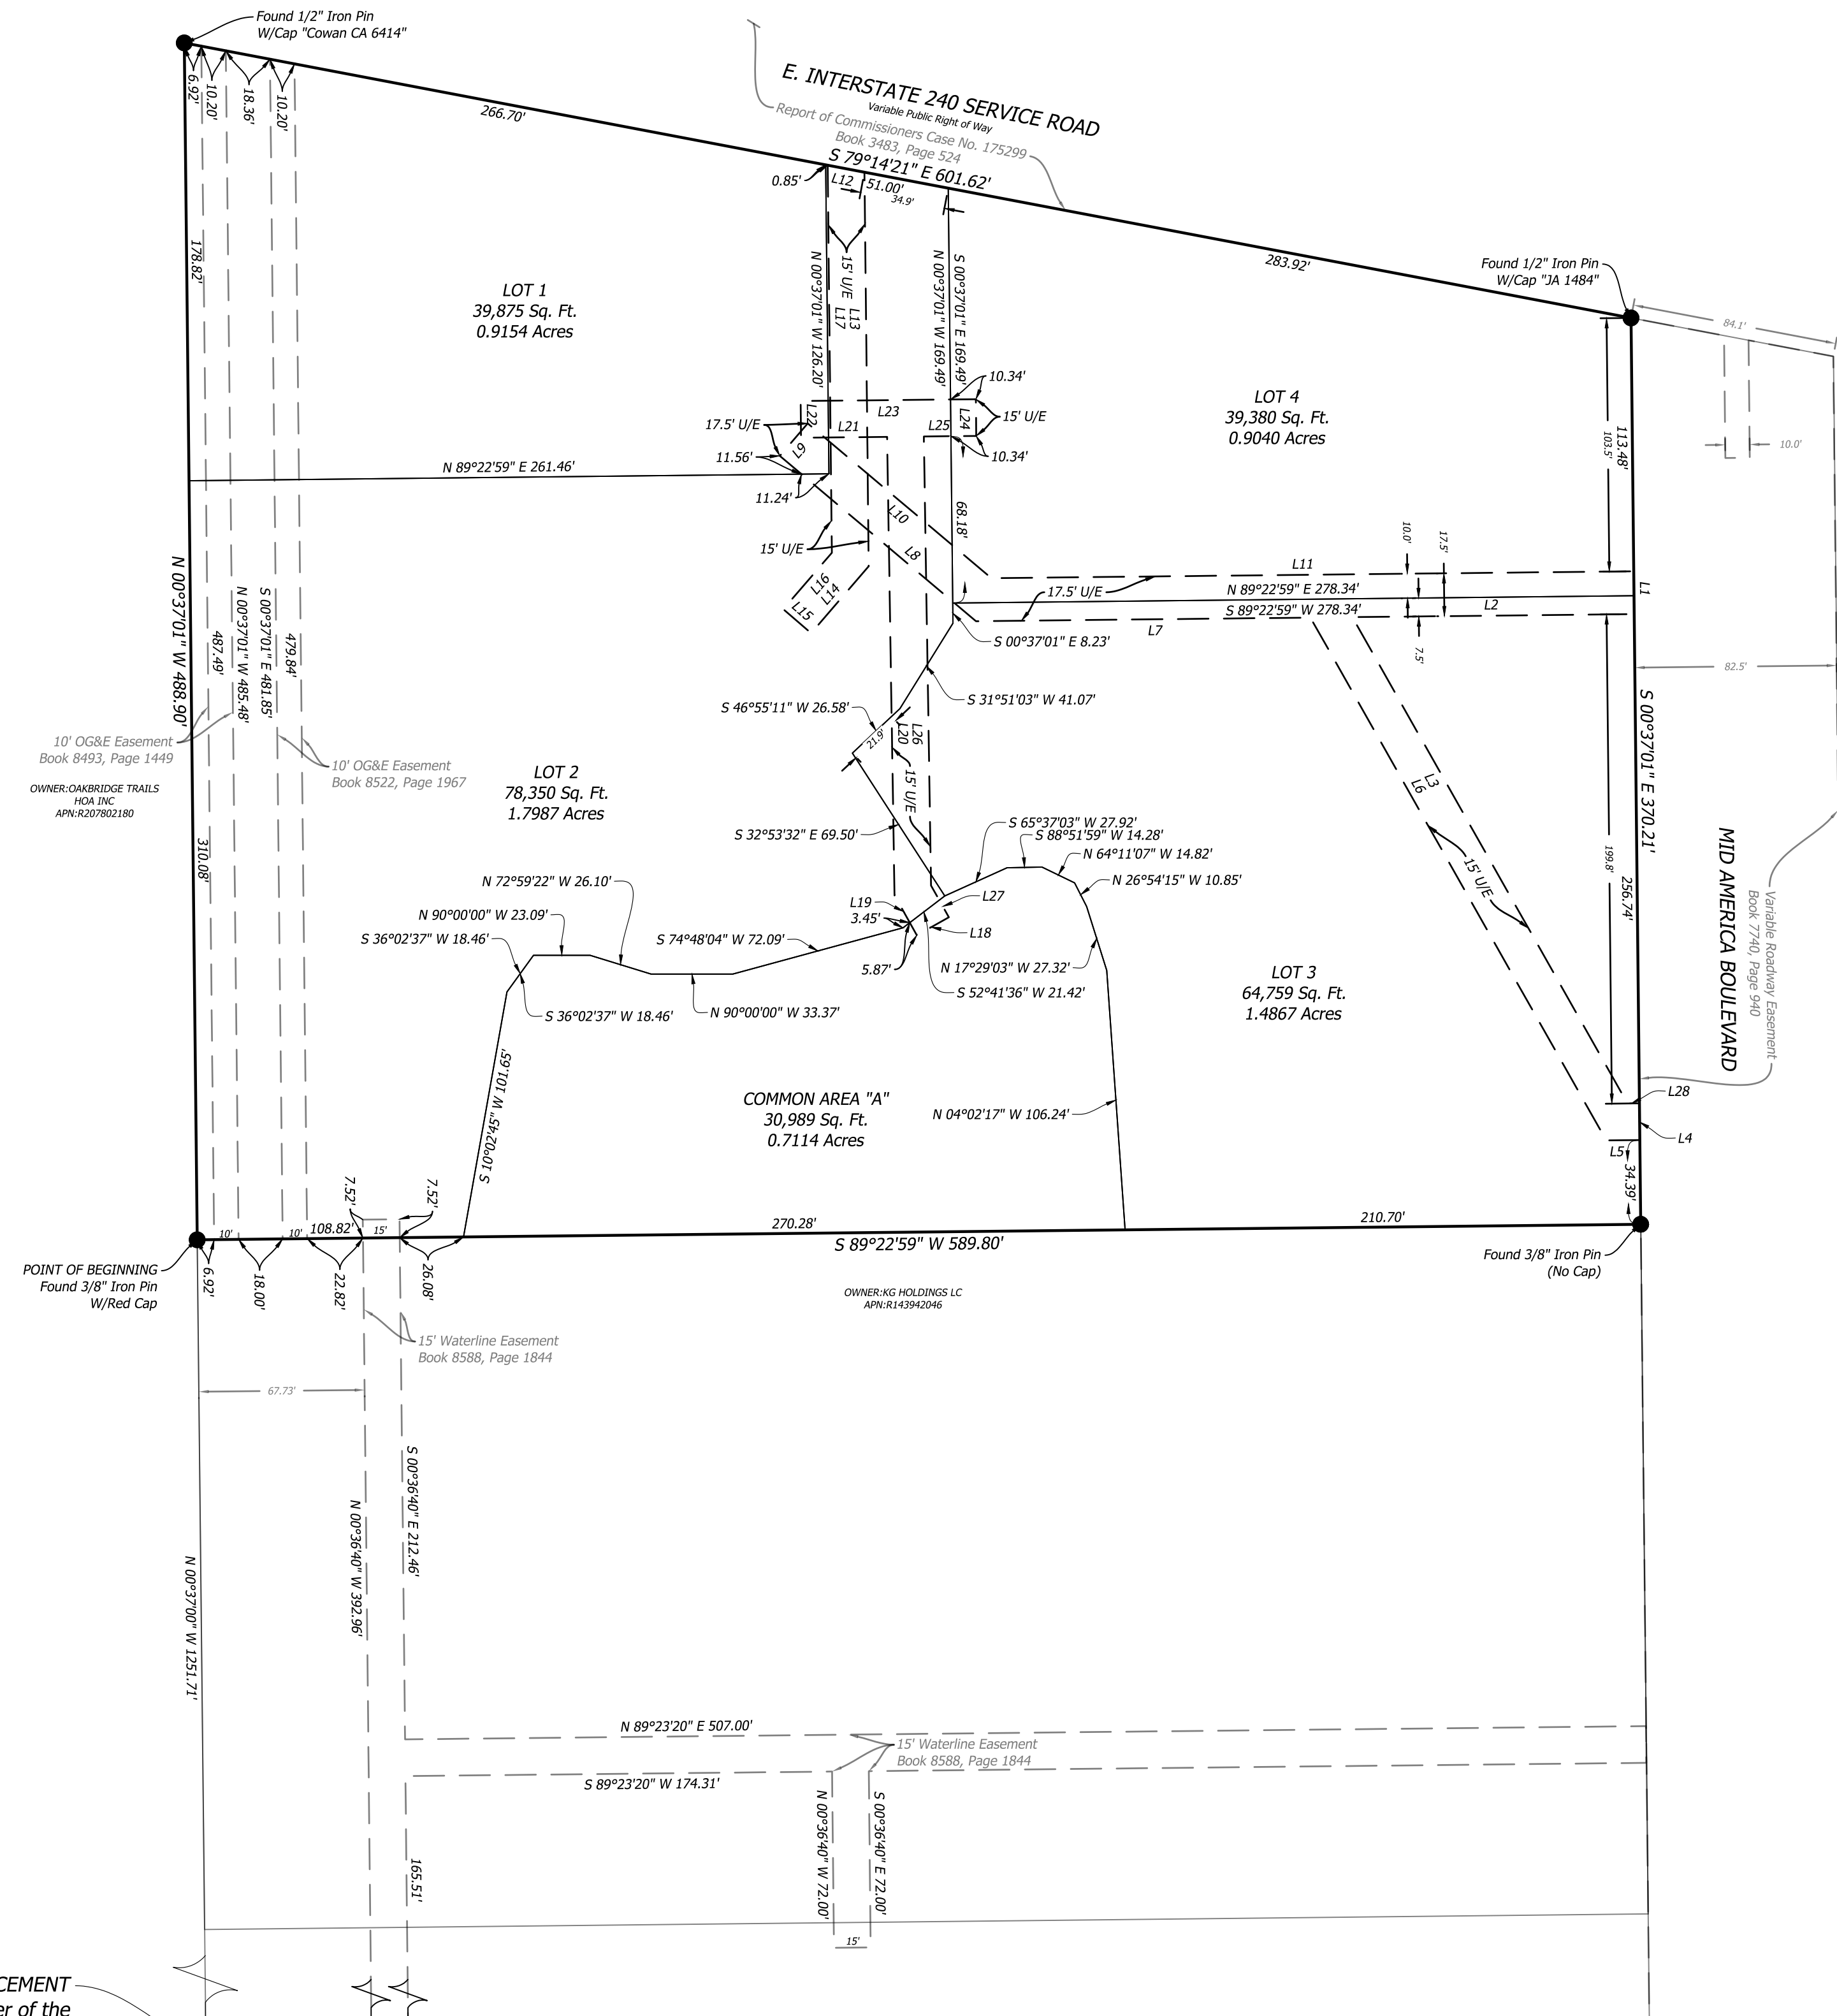 Found 1/2" Iron Pin
W/Cap "Cowan CA 6414"
6.92'
10.20'
18.36'
10.20'
266.70'
E. INTERSTATE 240 SERVICE ROAD
Variable Public Right of Way
Report of Commissioners Case No. 175299
Book 3483, Page 524
S 79°14'21" E 601.62'
0.85'
L12
51.00'
34.9'
283.92'
Found 1/2" Iron Pin
W/Cap "JA 1484"
84.1'
10.0'
178.82'
LOT 1
39,875 Sq. Ft.
0.9154 Acres
N 00°37'01" W 126.20'
15' U/E
L17
L13
N 00°37'01" W 169.49'
S 00°37'01" E 169.49'
10.34'
15' U/E
10.34'
LOT 4
39,380 Sq. Ft.
0.9040 Acres
113.48'
103.5'
17.5' U/E
L22
L21
L23
L25
L24
L9
11.56'
11.24'
N 89°22'59" E 261.46'
L10
L8
68.18'
15' U/E
L16
L14
L15
10.0'
17.5'
L11
17.5' U/E
N 89°22'59" E 278.34'
S 89°22'59" W 278.34'
L2
L1
L7
7.5'
S 00°37'01" E 8.23'
N 00°37'01" W 488.90'
487.49'
N 00°37'01" W 485.48'
S 00°37'01" E 481.85'
479.84'
82.5'
S 31°51'03" W 41.07'
S 46°55'11" W 26.58'
21.9'
L20
L26
15' U/E
S 00°37'01" E 370.21'
10' OG&E Easement
Book 8493, Page 1449
10' OG&E Easement
Book 8522, Page 1967
OWNER:OAKBRIDGE TRAILS
HOA INC
APN:R207802180
LOT 2
78,350 Sq. Ft.
1.7987 Acres
L3
L6
15' U/E
199.8'
256.74'
MID AMERICA BOULEVARD
Variable Roadway Easement
Book 7740, Page 940
310.08'
S 32°53'32" E 69.50'
S 65°37'03" W 27.92'
S 88°51'59" W 14.28'
N 64°11'07" W 14.82'
N 26°54'15" W 10.85'
N 72°59'22" W 26.10'
N 90°00'00" W 23.09'
S 36°02'37" W 18.46'
S 74°48'04" W 72.09'
L19
3.45'
L27
L18
5.87'
N 17°29'03" W 27.32'
S 52°41'36" W 21.42'
S 36°02'37" W 18.46'
N 90°00'00" W 33.37'
LOT 3
64,759 Sq. Ft.
1.4867 Acres
S 10°02'45" W 101.65'
COMMON AREA "A"
30,989 Sq. Ft.
0.7114 Acres
N 04°02'17" W 106.24'
L28
L4
L5
34.39'
7.52'
7.52'
10'
10'
108.82'
15'
270.28'
210.70'
S 89°22'59" W 589.80'
POINT OF BEGINNING
Found 3/8" Iron Pin
W/Red Cap
6.92'
18.00'
22.82'
26.08'
Found 3/8" Iron Pin
(No Cap)
OWNER:KG HOLDINGS LC
APN:R143942046
15' Waterline Easement
Book 8588, Page 1844
67.73'
N 00°37'00" W 1251.71'
N 00°36'40" W 392.96'
S 00°36'40" E 212.46'
N 89°23'20" E 507.00'
15' Waterline Easement
Book 8588, Page 1844
S 89°23'20" W 174.31'
165.51'
N 00°36'40" W 72.00'
S 00°36'40" E 72.00'
15'
CEMENT
er of the